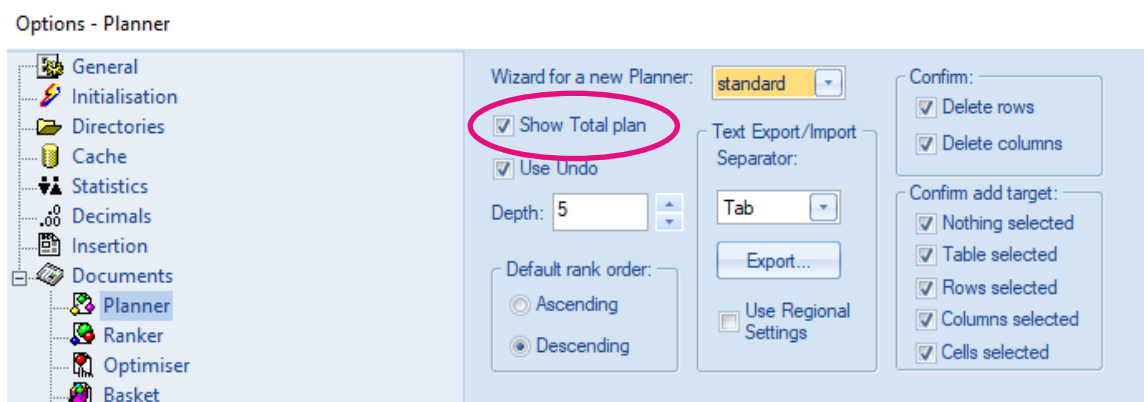 Options - Planner
General
Initialisation
Directories
Cache
Statistics
Decimals
Insertion
Documents
Planner
Ranker
Optimiser
Basket
Wizard for a new Planner:
standard
Show Total plan
Use Undo
Depth: 5
Default rank order:
Ascending
Descending
Text Export/Import
Separator:
Tab
Export...
Use Regional
Settings
Confirm:
Delete rows
Delete columns
Confirm add target:
Nothing selected
Table selected
Rows selected
Columns selected
Cells selected